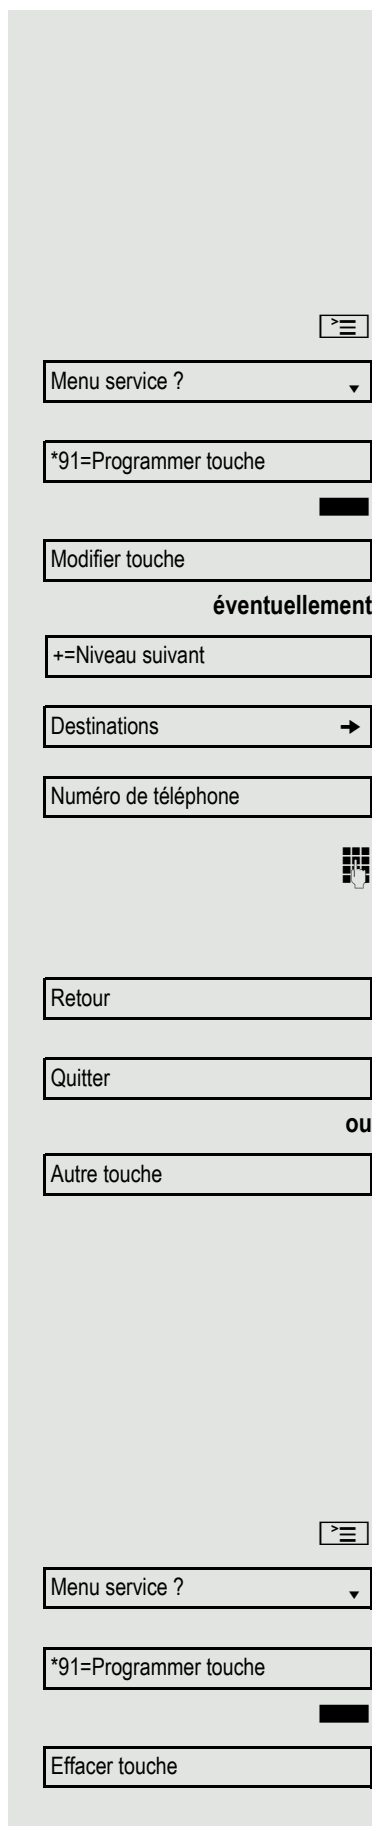 Menu service ?
*91=Programmer touche
Modifier touche
éventuellement
+=Niveau suivant
Destinations
Numéro de téléphone
Retour
Quitter
ou
Autre touche
Menu service ?
*91=Programmer touche
Effacer touche